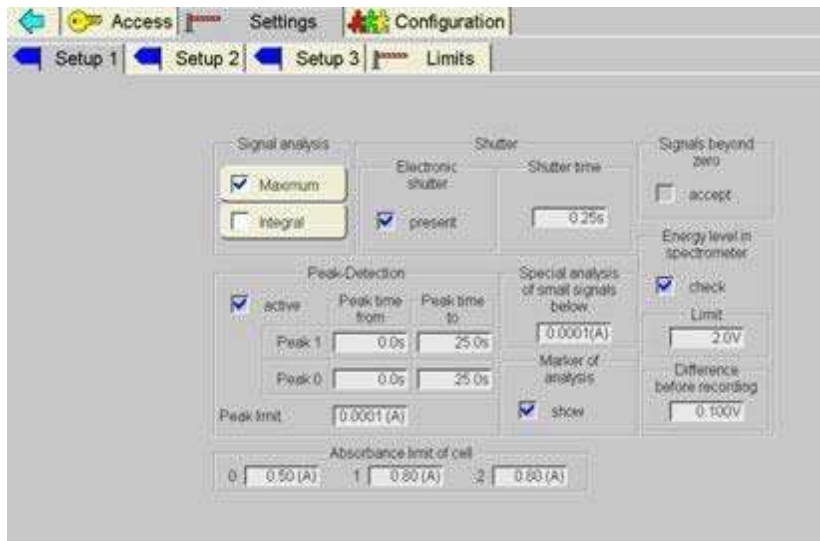 Access Settings Configuration
Setup 1 Setup 2 Setup 3 Limits
Signal analysis
Maximum
Integral
Shutter
Electronic
shutter
present
Shutter time
0.25s
Signals beyond
zero
accept
Energy level in
spectrometer
check
Limit
2.0V
Difference
before recording
0.100V
Peak-Detection
active
Peak time
from
Peak time
to
Peak 1 0.0s 25.0s
Peak 0 0.0s 25.0s
Peak limit 0.0001 (A)
Special analysis
of small signals
below
0.0001(A)
Marker of
analysis
show
Absorbance limit of cell
0 0.50 (A) 1 0.80 (A) 2 0.80 (A)